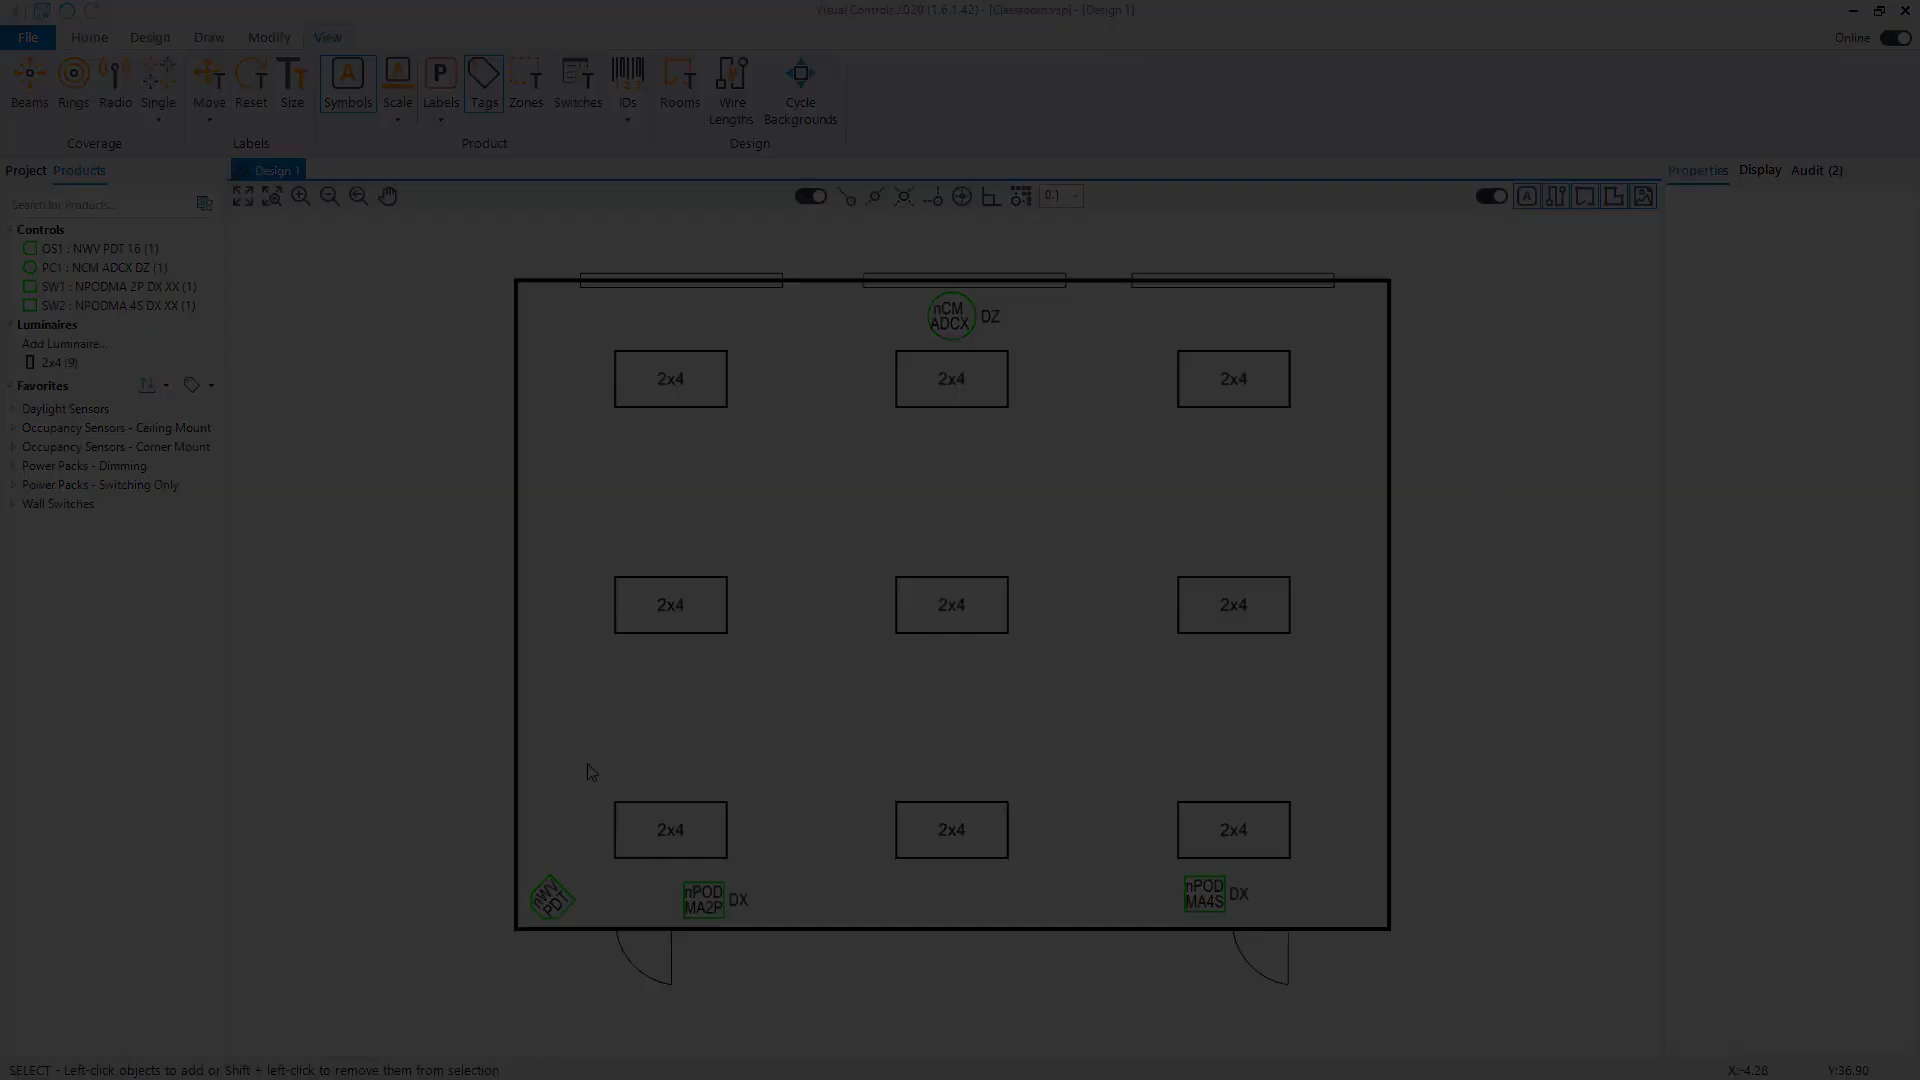 Visual Controls 2020 (1.6.1.42) - [Classroom.vsp] - [Design 1]
File Home Design Draw Modify View Online
Beams Rings Radio Single Move Reset Size Symbols Scale Labels Tags Zones Switches IDs Rooms Wire Lengths Cycle Backgrounds
Coverage Labels Product Design
Project Products Design 1 Properties Display Audit (2)
Search for Products...
0.1
Controls
OS1 : NWV PDT 16 (1)
PC1 : NCM ADCX DZ (1)
SW1 : NPODMA 2P DX XX (1)
SW2 : NPODMA 4S DX XX (1)
Luminaires
Add Luminaire...
2x4 (9)
Favorites
Daylight Sensors
Occupancy Sensors - Ceiling Mount
Occupancy Sensors - Corner Mount
Power Packs - Dimming
Power Packs - Switching Only
Wall Switches
nCM
ADCX DZ
2x4 2x4 2x4
2x4 2x4 2x4
2x4 2x4 2x4
nWV
PDT
nPOD
MA2P DX
nPOD
MA4S DX
SELECT - Left-click objects to add or Shift + left-click to remove them from selection
X:-4.28 Y:36.90